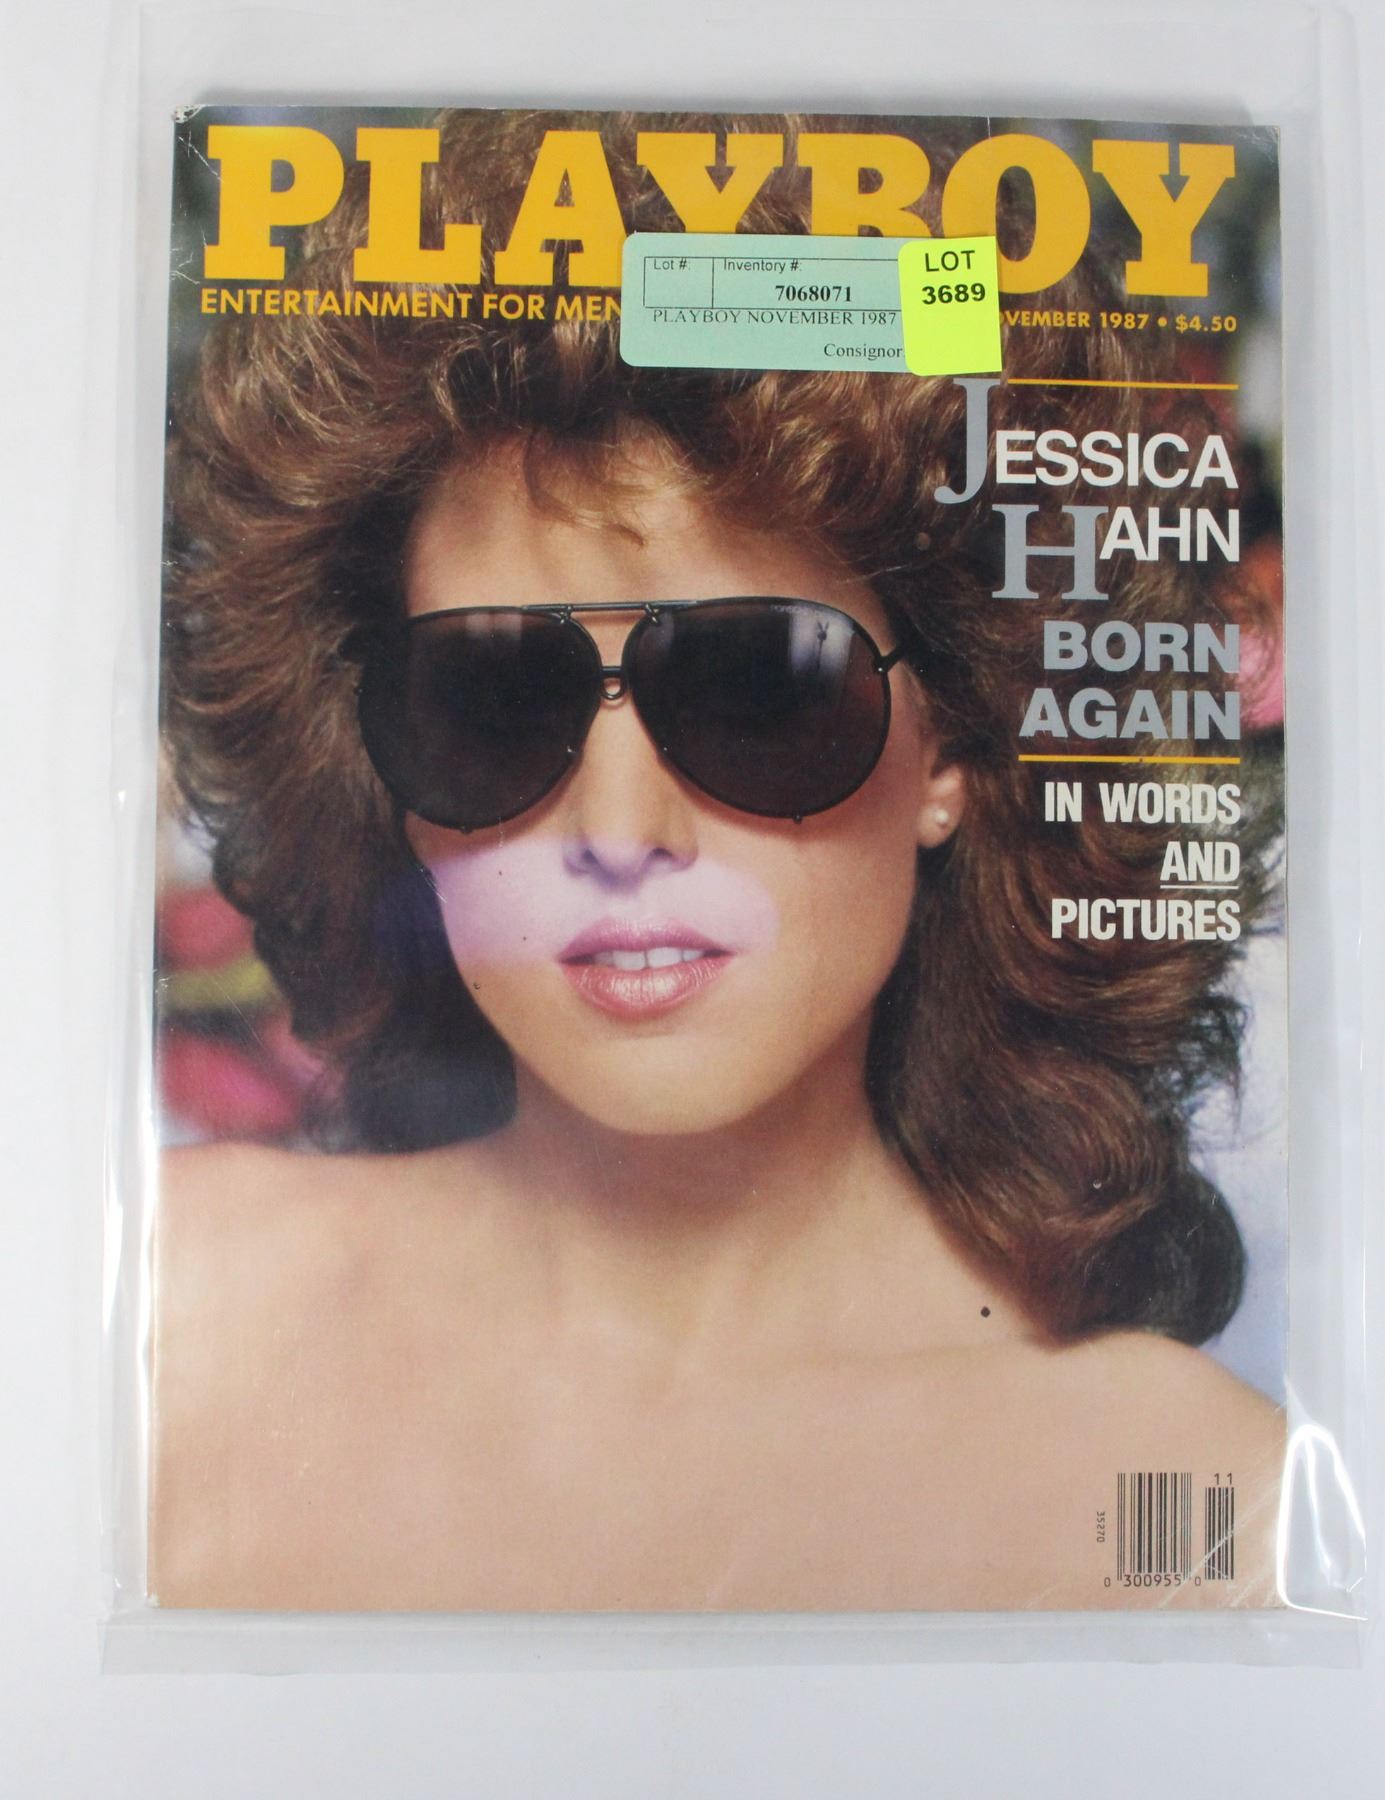 PLAYBOY
ENTERTAINMENT FOR MEN
NOVEMBER 1987 • $4.50
Lot #: Inventory #:
7068071
PLAYBOY NOVEMBER 1987
Consignor
LOT
3689
JESSICA
HAHN
BORN
AGAIN
IN WORDS
AND
PICTURES
11
35270
0 300955 0